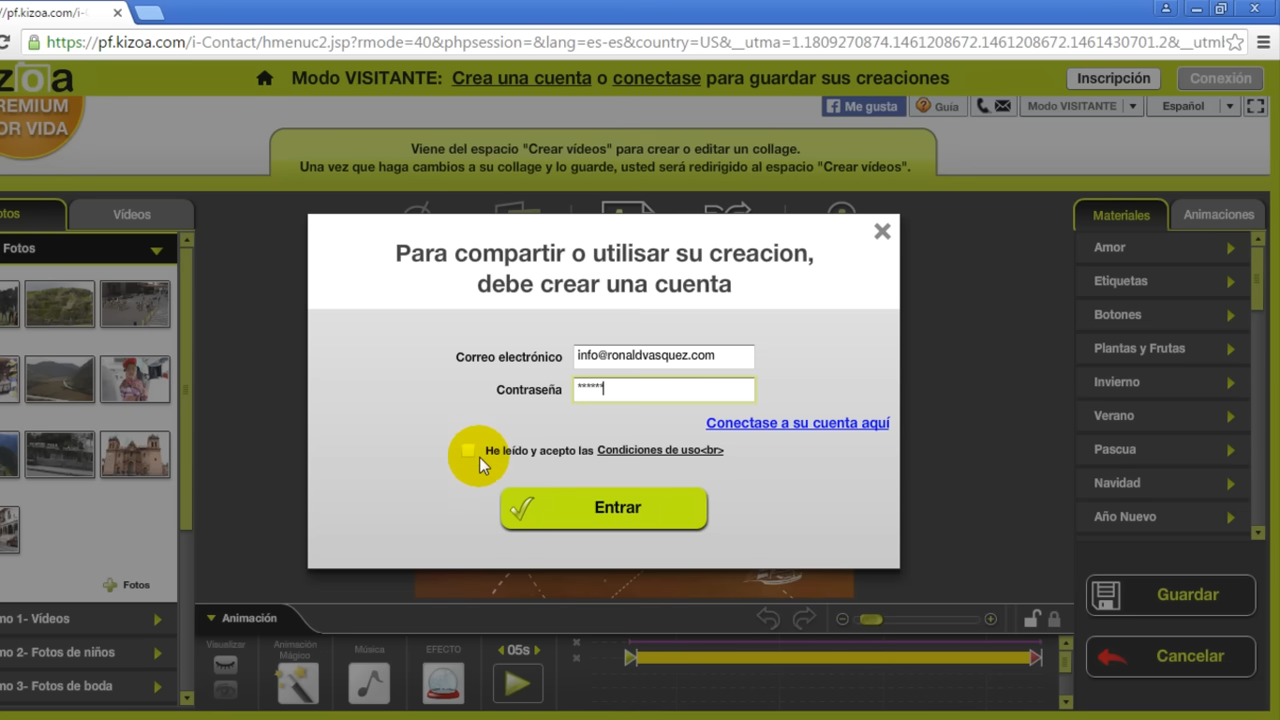 //pf.kizoa.com/i-C
https://pf.kizoa.com/i-Contact/hmenuc2.jsp?rmode=40&phpsession=&lang=es-es&country=US&__utma=1.1809270874.1461208672.1461208672.1461430701.2&__utml
zoa
Modo VISITANTE: Crea una cuenta o conectase para guardar sus creaciones
Inscripción
Conexión
REMIUM
OR VIDA
Me gusta
Guía
Modo VISITANTE
Español
Viene del espacio "Crear vídeos" para crear o editar un collage.
Una vez que haga cambios a su collage y lo guarde, usted será redirigido al espacio "Crear vídeos".
otos
Vídeos
Fotos
Fotos
mo 1- Vídeos
mo 2- Fotos de niños
mo 3- Fotos de boda
Para compartir o utilisar su creacion,
debe crear una cuenta
Correo electrónico
info@ronaldvasquez.com
Contraseña
******
Conectase a su cuenta aquí
He leído y acepto las Condiciones de uso<br>
Entrar
Materiales
Animaciones
Amor
Etiquetas
Botones
Plantas y Frutas
Invierno
Verano
Pascua
Navidad
Año Nuevo
Guardar
Cancelar
Animación
Visualizar
Animación
Mágico
Música
EFECTO
05s